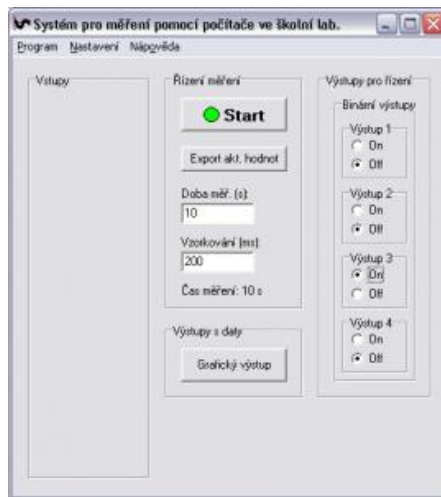 Systém pro měření pomocí počítače ve školní lab.
Program Nastavení Nápověda
Vstupy
Řízení měření
Start
Export akt. hodnot
Doba měř. (s):
10
Vzorkování (ms):
200
Čas měření: 10 s
Výstupy s daty
Grafický výstup
Výstupy pro řízení
Binární výstupy
Výstup 1
On
Off
Výstup 2
On
Off
Výstup 3
On
Off
Výstup 4
On
Off